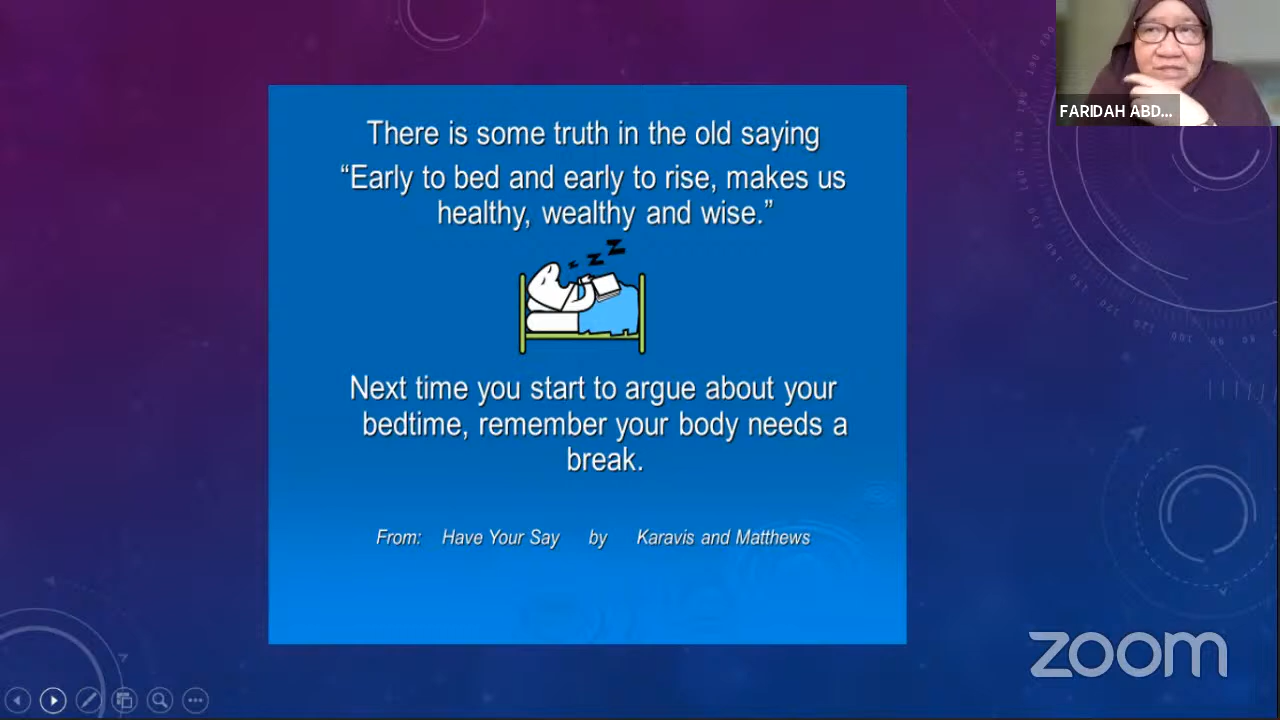 FARIDAH ABD...
There is some truth in the old saying
“Early to bed and early to rise, makes us
healthy, wealthy and wise.”
z z Z
Next time you start to argue about your
bedtime, remember your body needs a
break.
From: Have Your Say by Karavis and Matthews
zoom